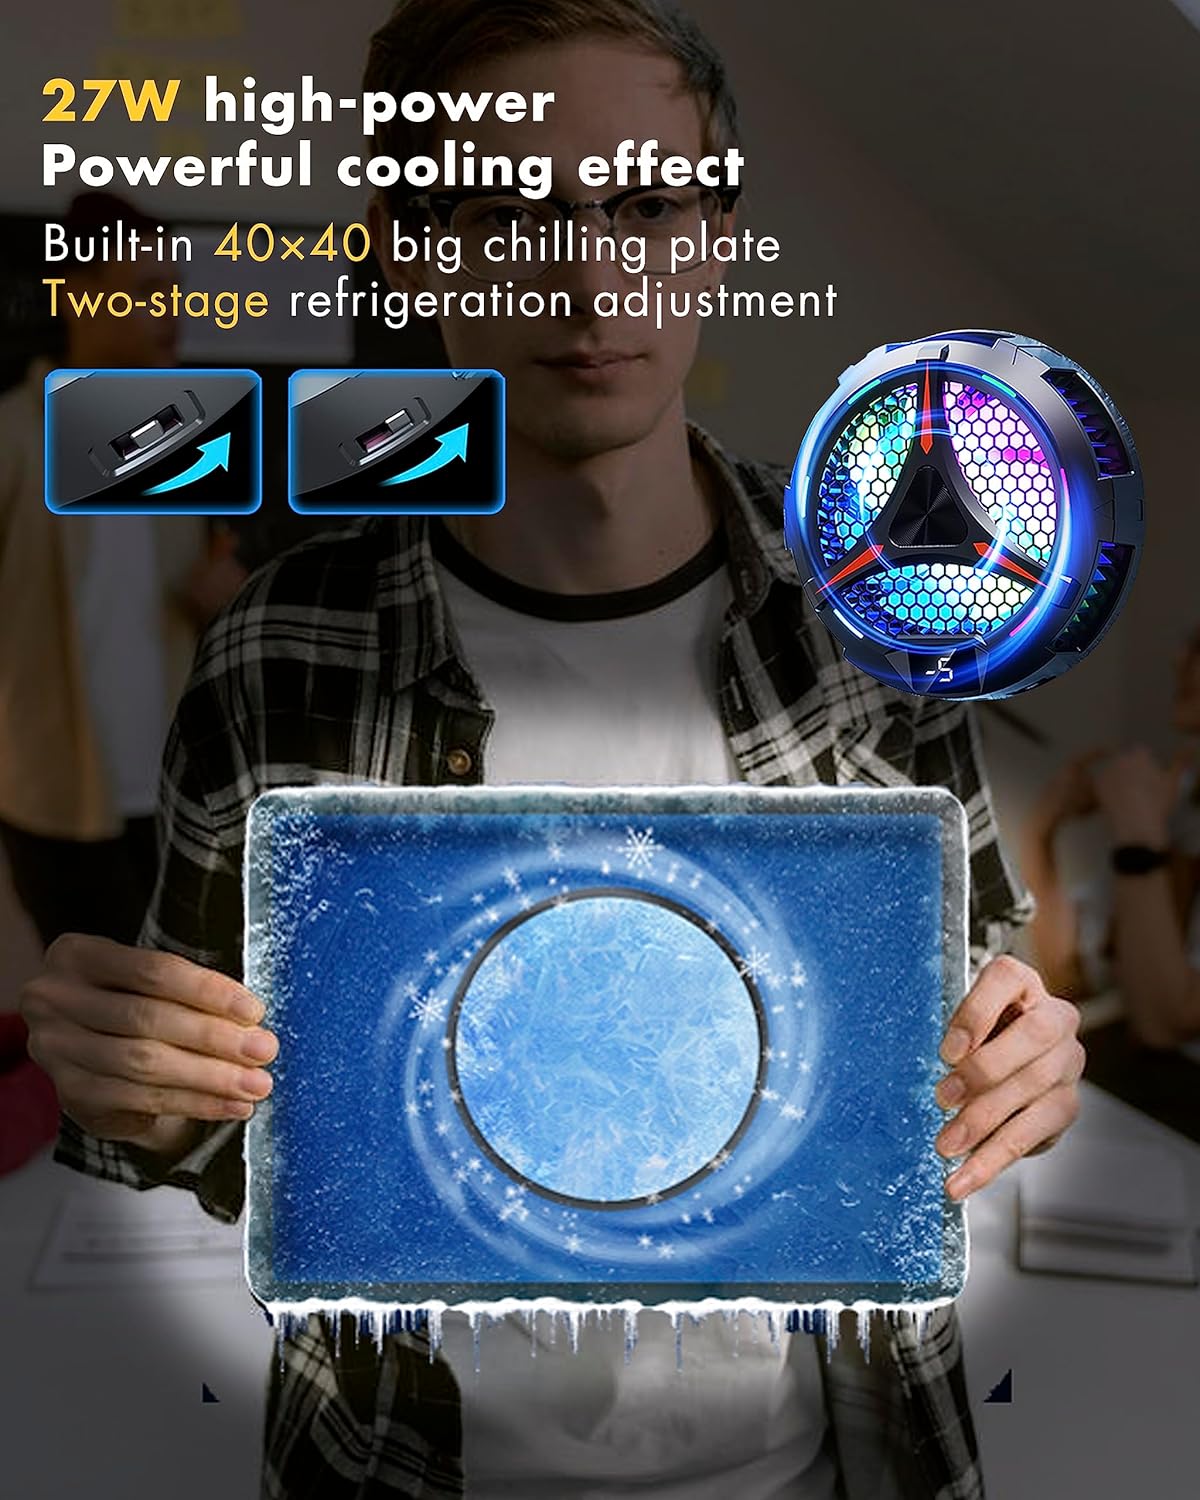 27W high-power
Powerful cooling effect
Built-in 40×40 big chilling plate
Two-stage refrigeration adjustment
-5